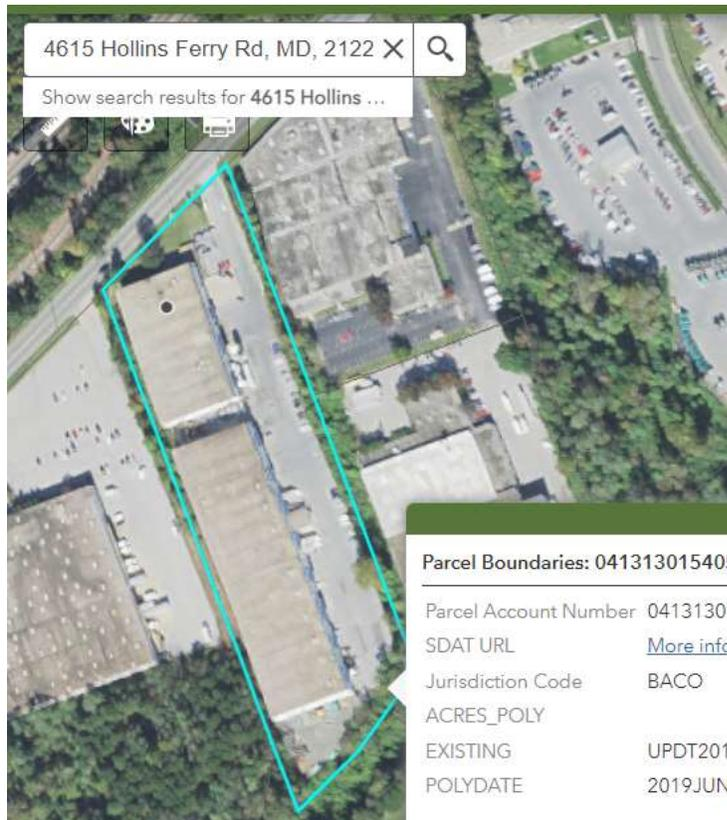 4615 Hollins Ferry Rd, MD, 2122
Show search results for 4615 Hollins ...
Parcel Boundaries: 041313015405
Parcel Account Number 0413130
SDAT URL More info
Jurisdiction Code BACO
ACRES_POLY
EXISTING UPDT201
POLYDATE 2019JUN